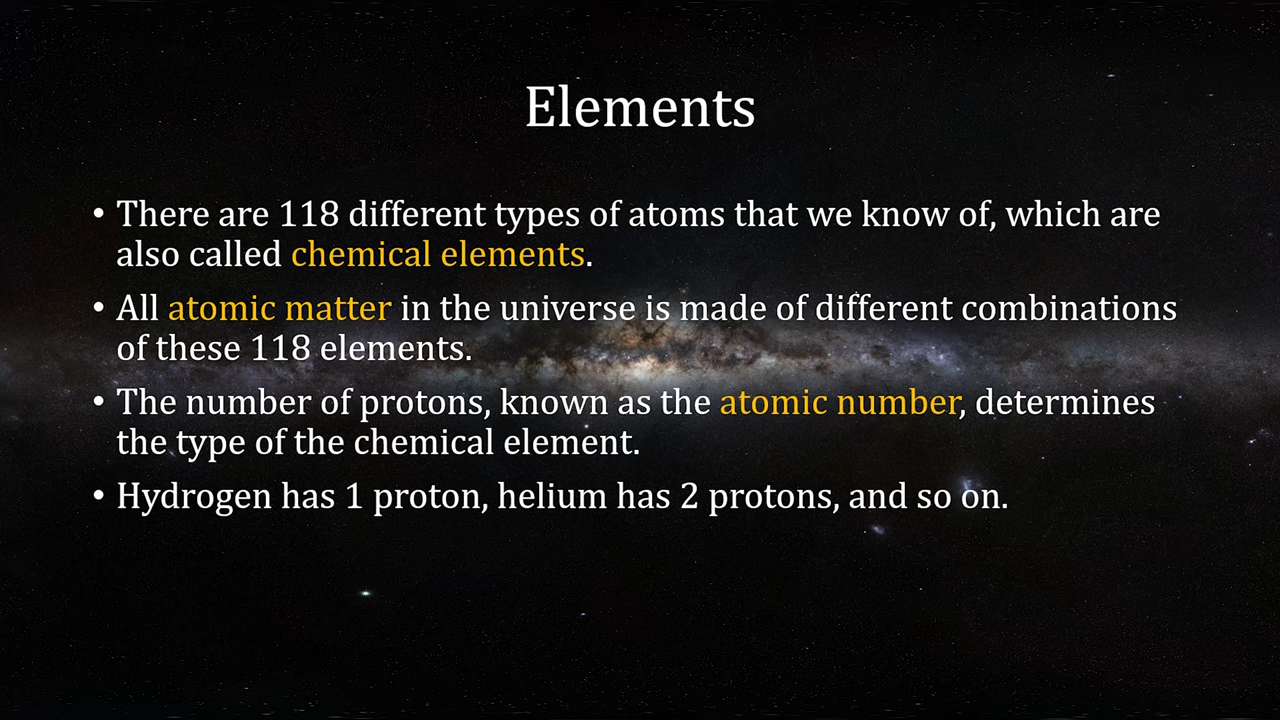 Elements
• There are 118 different types of atoms that we know of, which are
also called chemical elements.
• All atomic matter in the universe is made of different combinations
of these 118 elements.
• The number of protons, known as the atomic number, determines
the type of the chemical element.
• Hydrogen has 1 proton, helium has 2 protons, and so on.